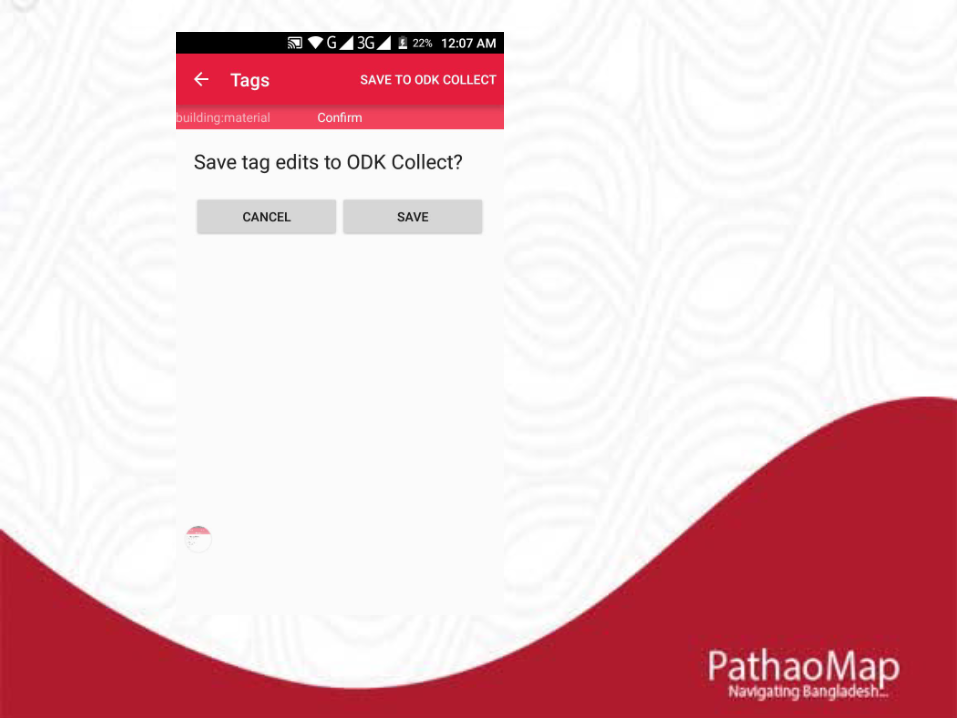 G 3G 22% 12:07 AM
Tags SAVE TO ODK COLLECT
building:material Confirm
Save tag edits to ODK Collect?
CANCEL SAVE
PathaoMap
Navigating Bangladesh...